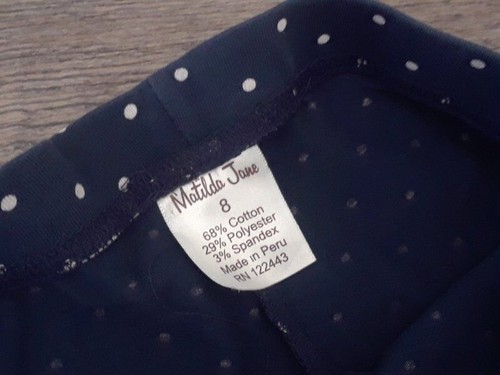 Matilda Jane
8
68% Cotton
29% Polyester
3% Spandex
Made in Peru
RN 122443